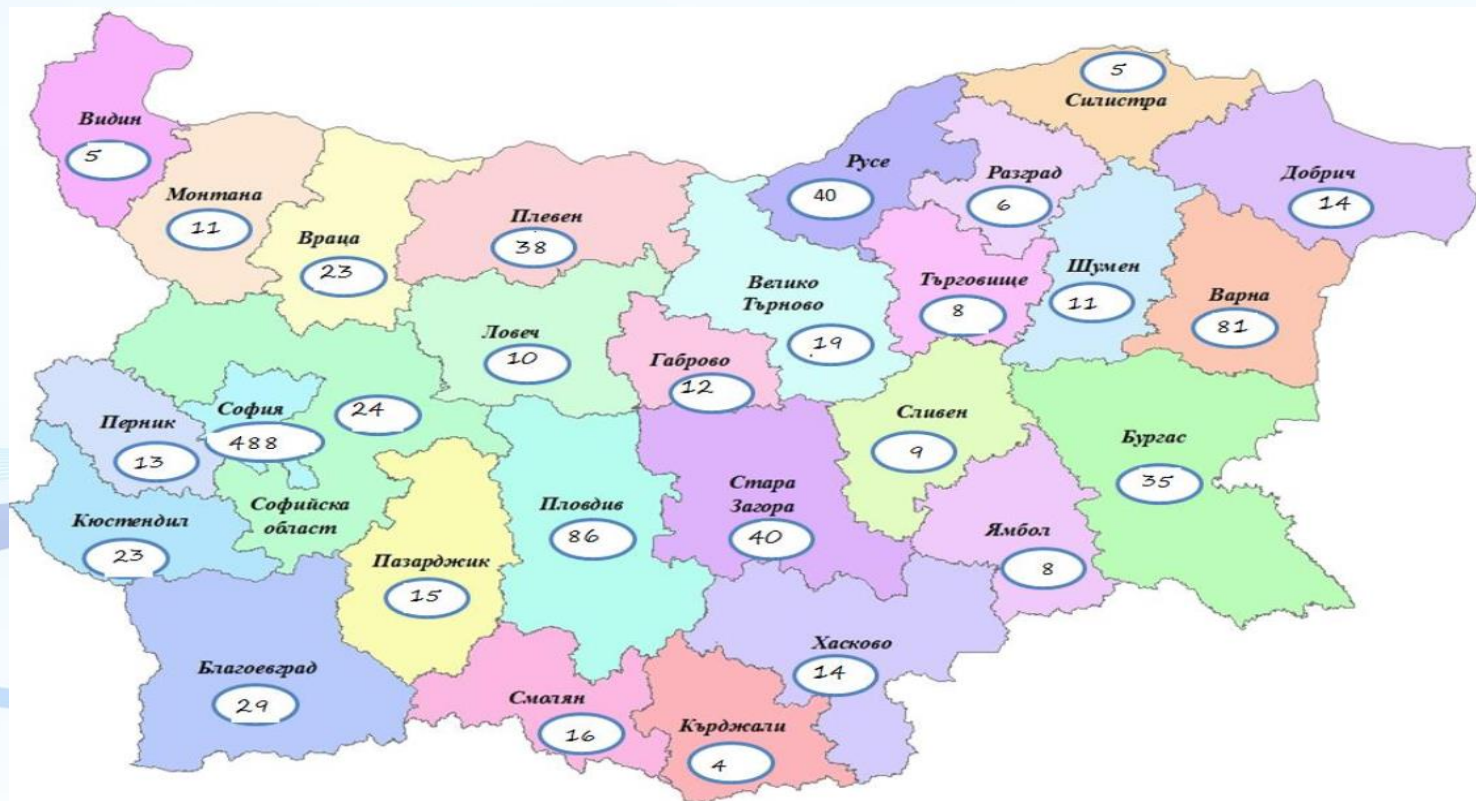 5
Силистра
Видин
5
Русе
40
Разград
6
Добрич
14
Монтана
11
Плевен
38
Враца
23
Велико
Търново
19
Търговище
8
Шумен
11
Варна
81
Ловеч
10
Габрово
12
София
488
24
Перник
13
Софийска
област
Кюстендил
23
Сливен
9
Бургас
35
Пловдив
86
Стара
Загора
40
Ямбол
8
Пазарджик
15
Благоевград
29
Хасково
14
Смолян
16
Кърджали
4